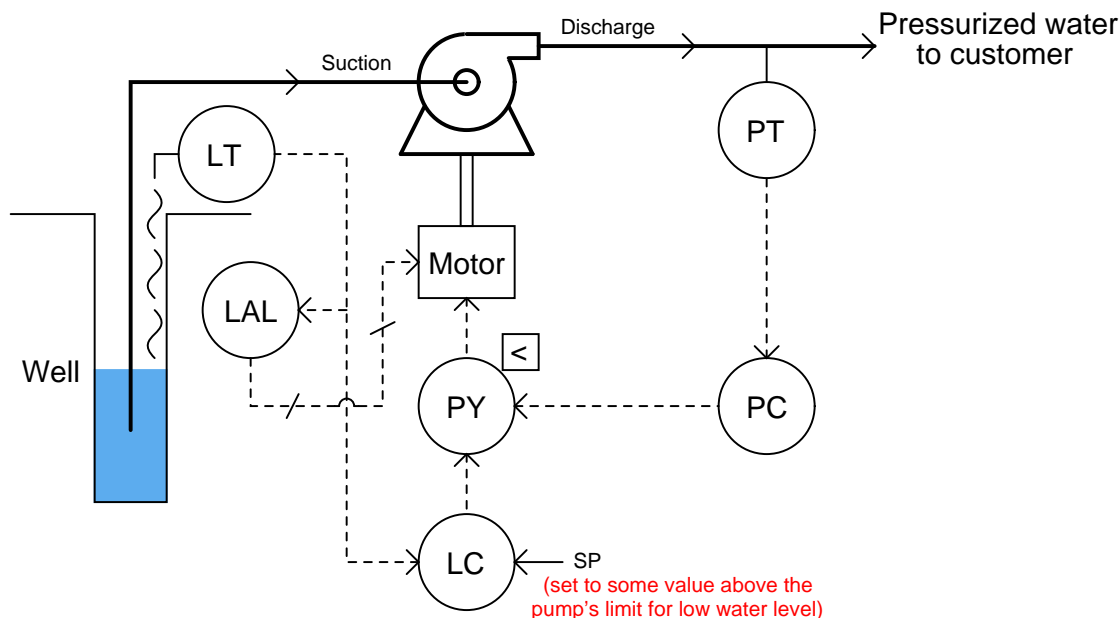 Pressurized water
to customer
Discharge
Suction
PT
LT
Motor
LAL
<
Well
PY
PC
LC
SP
(set to some value above the
pump's limit for low water level)